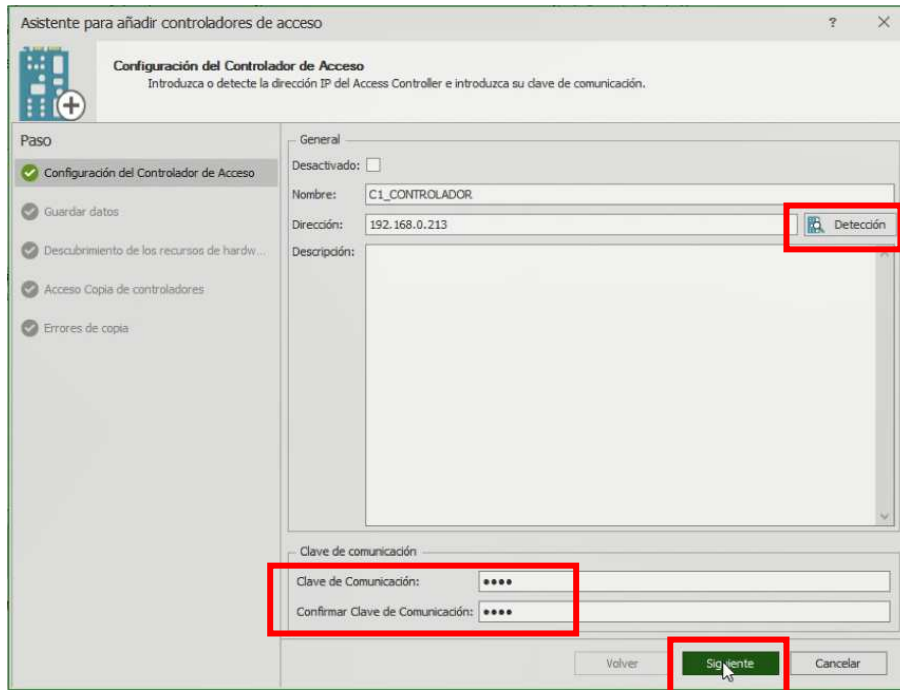 Asistente para añadir controladores de acceso ?
Configuración del Controlador de Acceso
Introduzca o detecte la dirección IP del Access Controller e introduzca su clave de comunicación.
Paso
Configuración del Controlador de Acceso
Guardar datos
Descubrimiento de los recursos de hardw...
Acceso Copia de controladores
Errores de copia
General
Desactivado:
Nombre: C1_CONTROLADOR
Dirección: 192.168.0.213 Detección
Descripción:
Clave de comunicación
Clave de Comunicación: ••••
Confirmar Clave de Comunicación: ••••
Volver Siguiente Cancelar